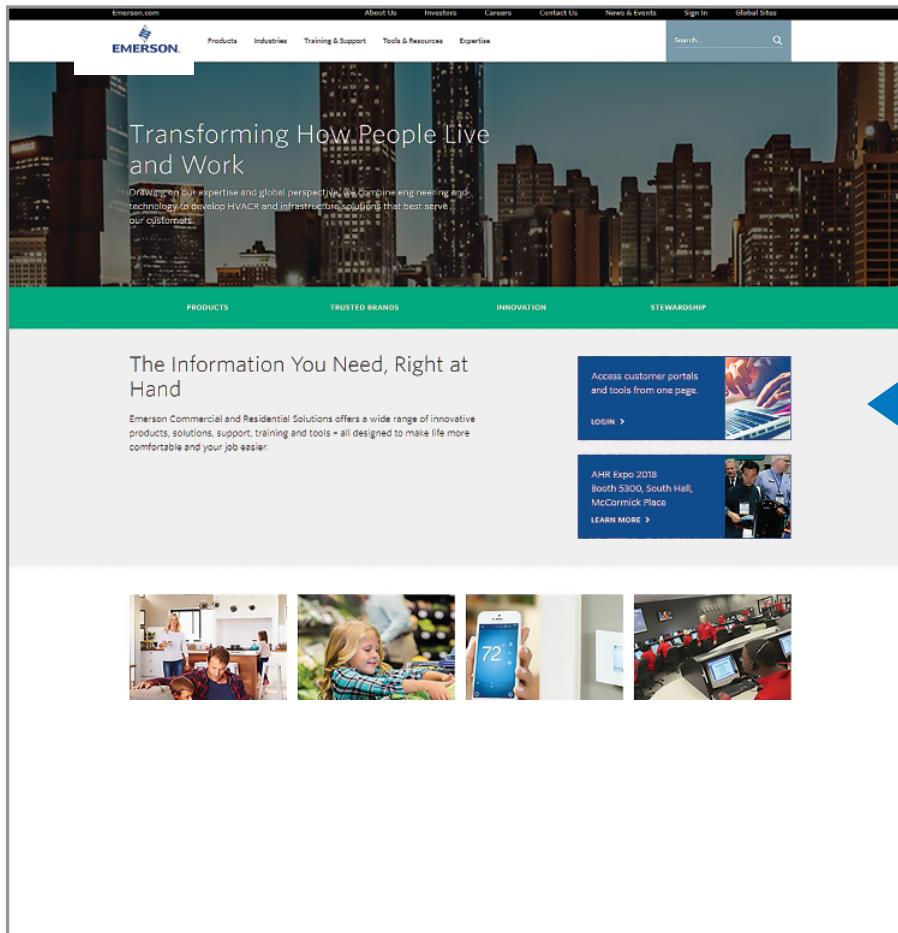 Emerson.com About Us Investors Careers Contact Us News & Events Sign In Global Sites
EMERSON. Products Industries Training & Support Tools & Resources Expertise Search...
Transforming How People Live
and Work
Drawing on our expertise and global perspective, we combine engineering and
technology to develop HVACR and infrastructure solutions that best serve
our customers.
PRODUCTS TRUSTED BRANDS INNOVATION STEWARDSHIP
The Information You Need, Right at
Hand
Emerson Commercial and Residential Solutions offers a wide range of innovative
products, solutions, support, training and tools – all designed to make life more
comfortable and your job easier.
Access customer portals
and tools from one page.
LOGIN >
AHR Expo 2018
Booth 5300, South Hall,
McCormick Place
LEARN MORE >
72°